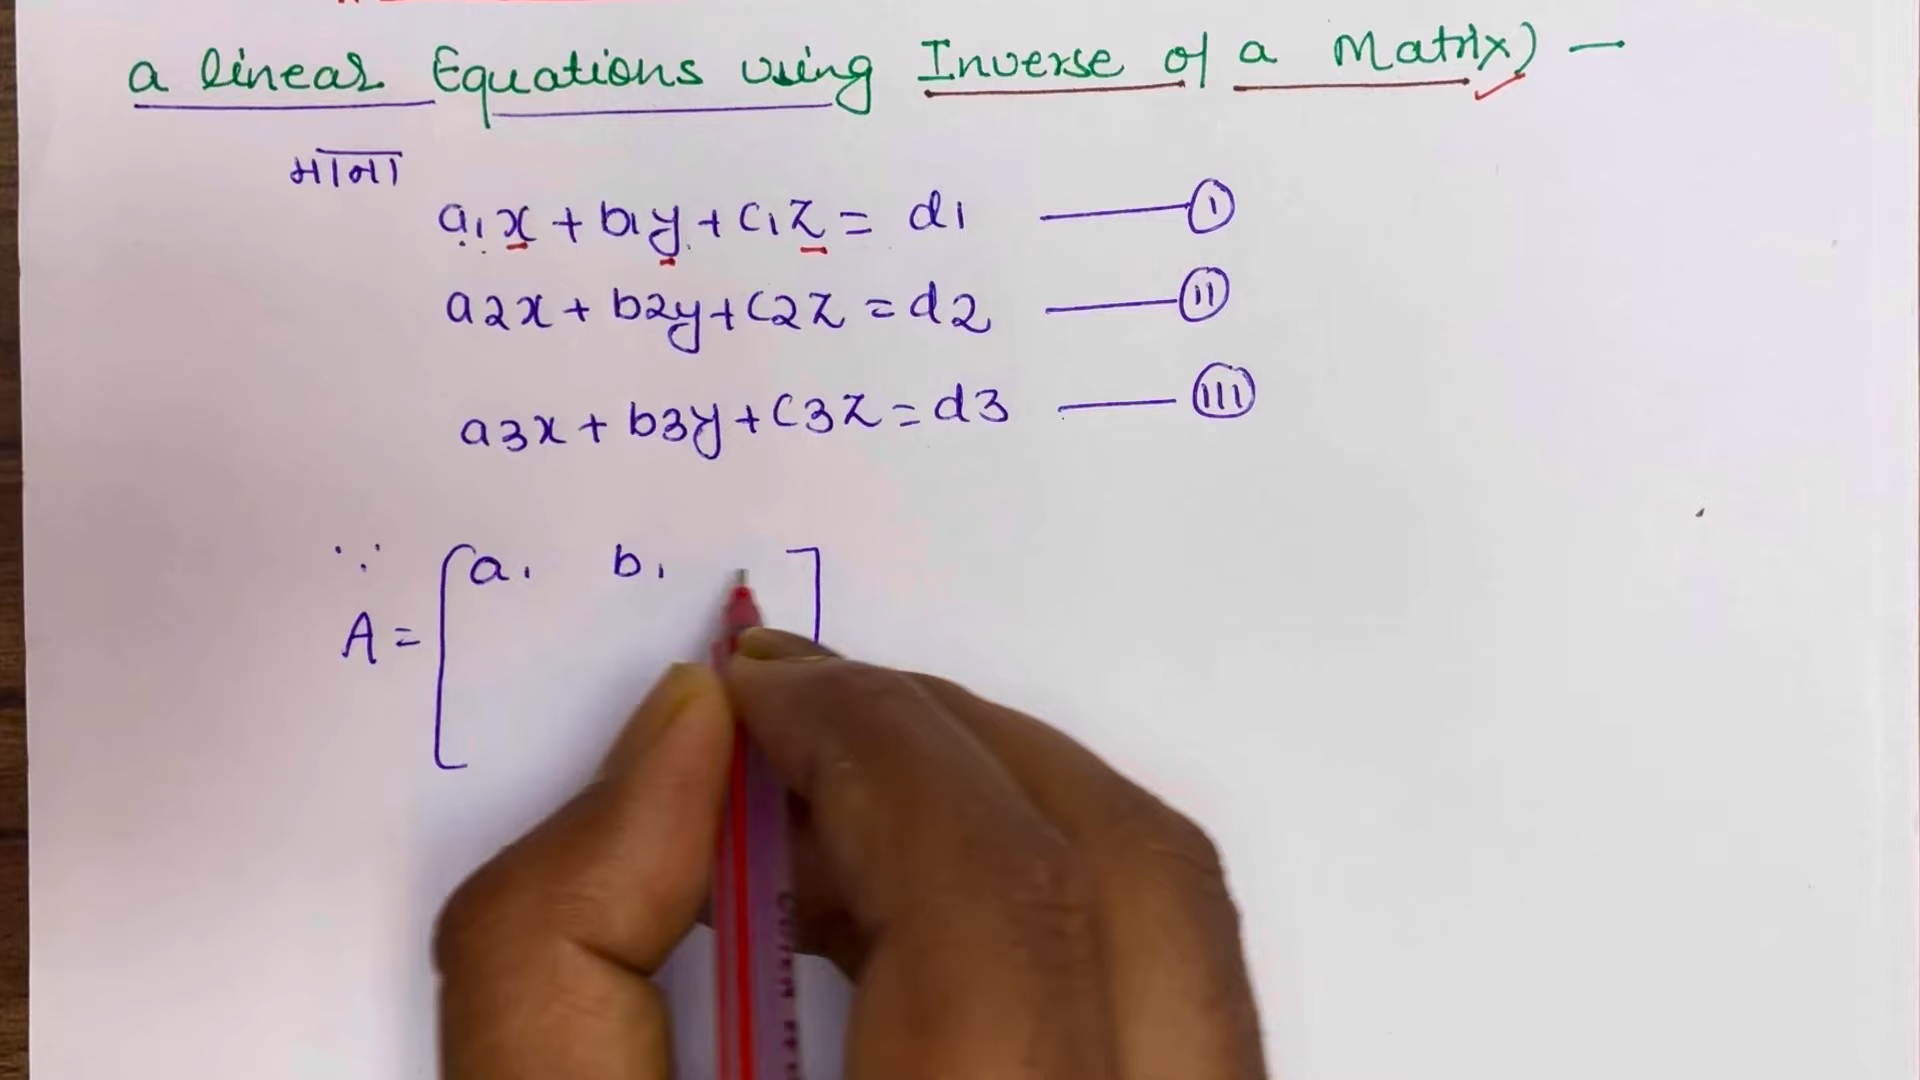 a linear Equations using Inverse of a Matrix) —
माना
a1x + b1y + c1z = d1 — (I)
a2x + b2y + c2z = d2 — (II)
a3x + b3y + c3z = d3 — (III)
∵ a1 b1
A = [ ]